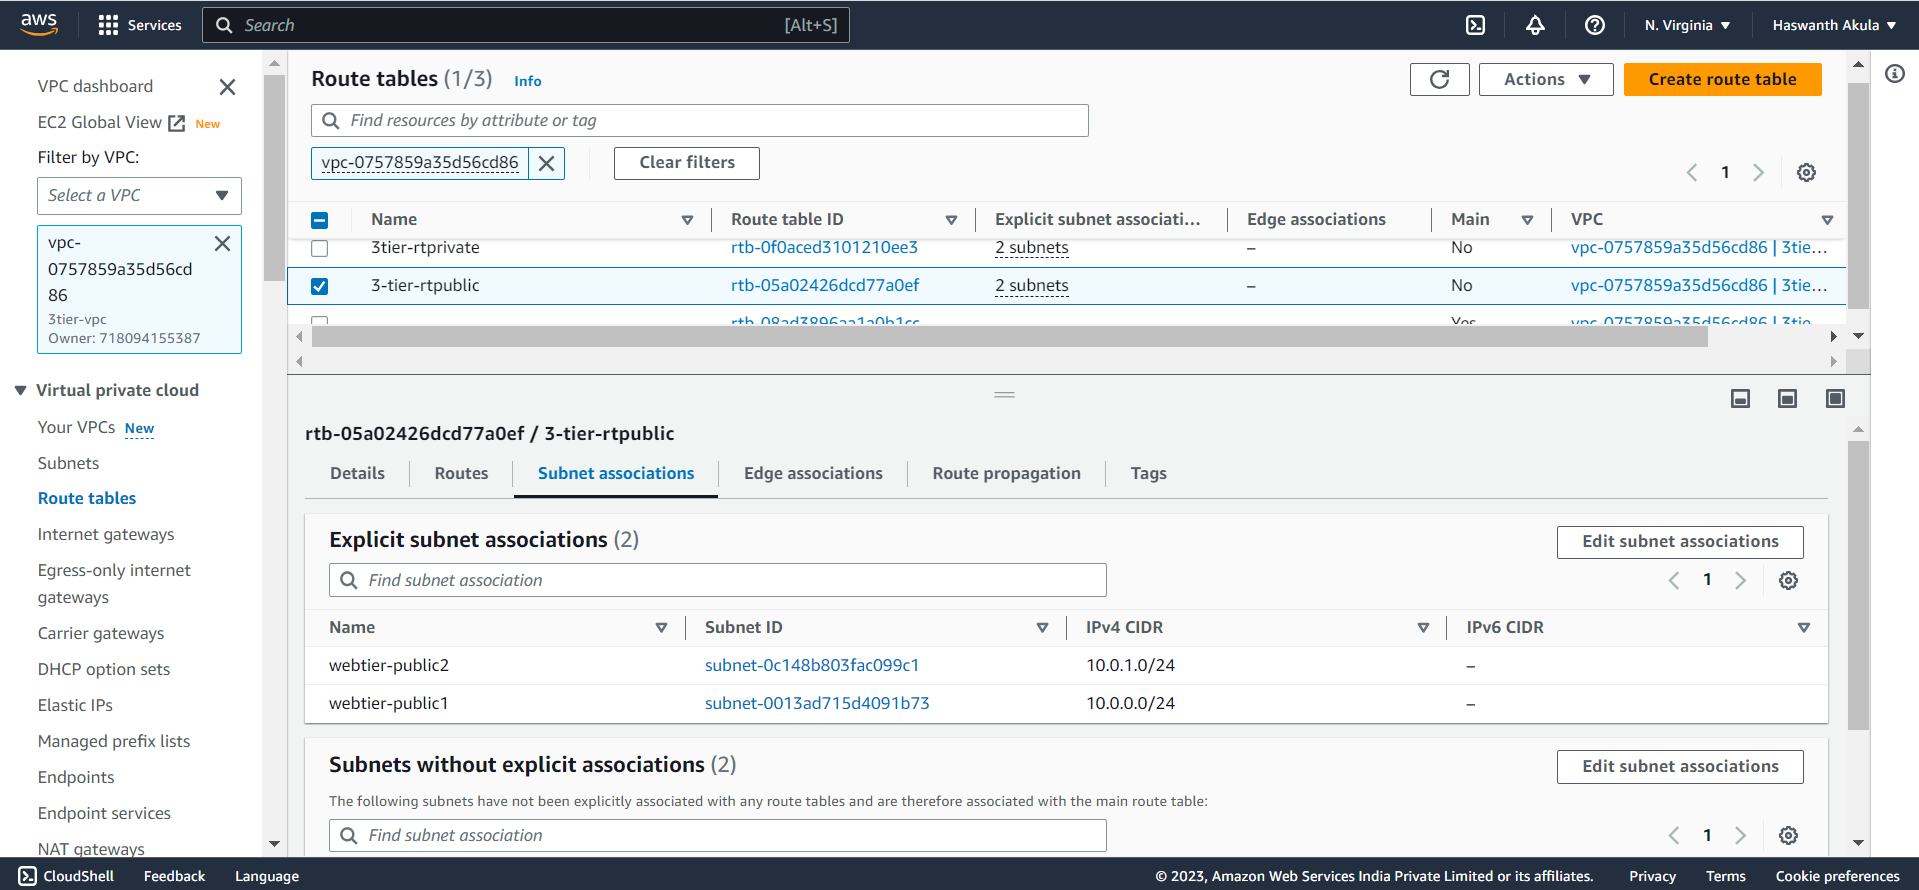 aws
Services
Search
[Alt+S]
N. Virginia
Haswanth Akula
VPC dashboard
EC2 Global View New
Filter by VPC:
Select a VPC
vpc-
0757859a35d56cd
86
3tier-vpc
Owner: 718094155387
Virtual private cloud
Your VPCs New
Subnets
Route tables
Internet gateways
Egress-only internet
gateways
Carrier gateways
DHCP option sets
Elastic IPs
Managed prefix lists
Endpoints
Endpoint services
NAT gateways
Route tables (1/3) Info
Actions
Create route table
Find resources by attribute or tag
vpc-0757859a35d56cd86
Clear filters
1
Name Route table ID Explicit subnet associati... Edge associations Main VPC
3tier-rtprivate rtb-0f0aced3101210ee3 2 subnets – No vpc-0757859a35d56cd86 | 3tie...
3-tier-rtpublic rtb-05a02426dcd77a0ef 2 subnets – No vpc-0757859a35d56cd86 | 3tie...
rtb-08ad3896aa1a0b1cc Yes vpc-0757859a35d56cd86 | 3tie
rtb-05a02426dcd77a0ef / 3-tier-rtpublic
Details Routes Subnet associations Edge associations Route propagation Tags
Explicit subnet associations (2)
Edit subnet associations
Find subnet association
1
Name Subnet ID IPv4 CIDR IPv6 CIDR
webtier-public2 subnet-0c148b803fac099c1 10.0.1.0/24 –
webtier-public1 subnet-0013ad715d4091b73 10.0.0.0/24 –
Subnets without explicit associations (2)
Edit subnet associations
The following subnets have not been explicitly associated with any route tables and are therefore associated with the main route table:
Find subnet association
1
CloudShell Feedback Language
© 2023, Amazon Web Services India Private Limited or its affiliates. Privacy Terms Cookie preferences